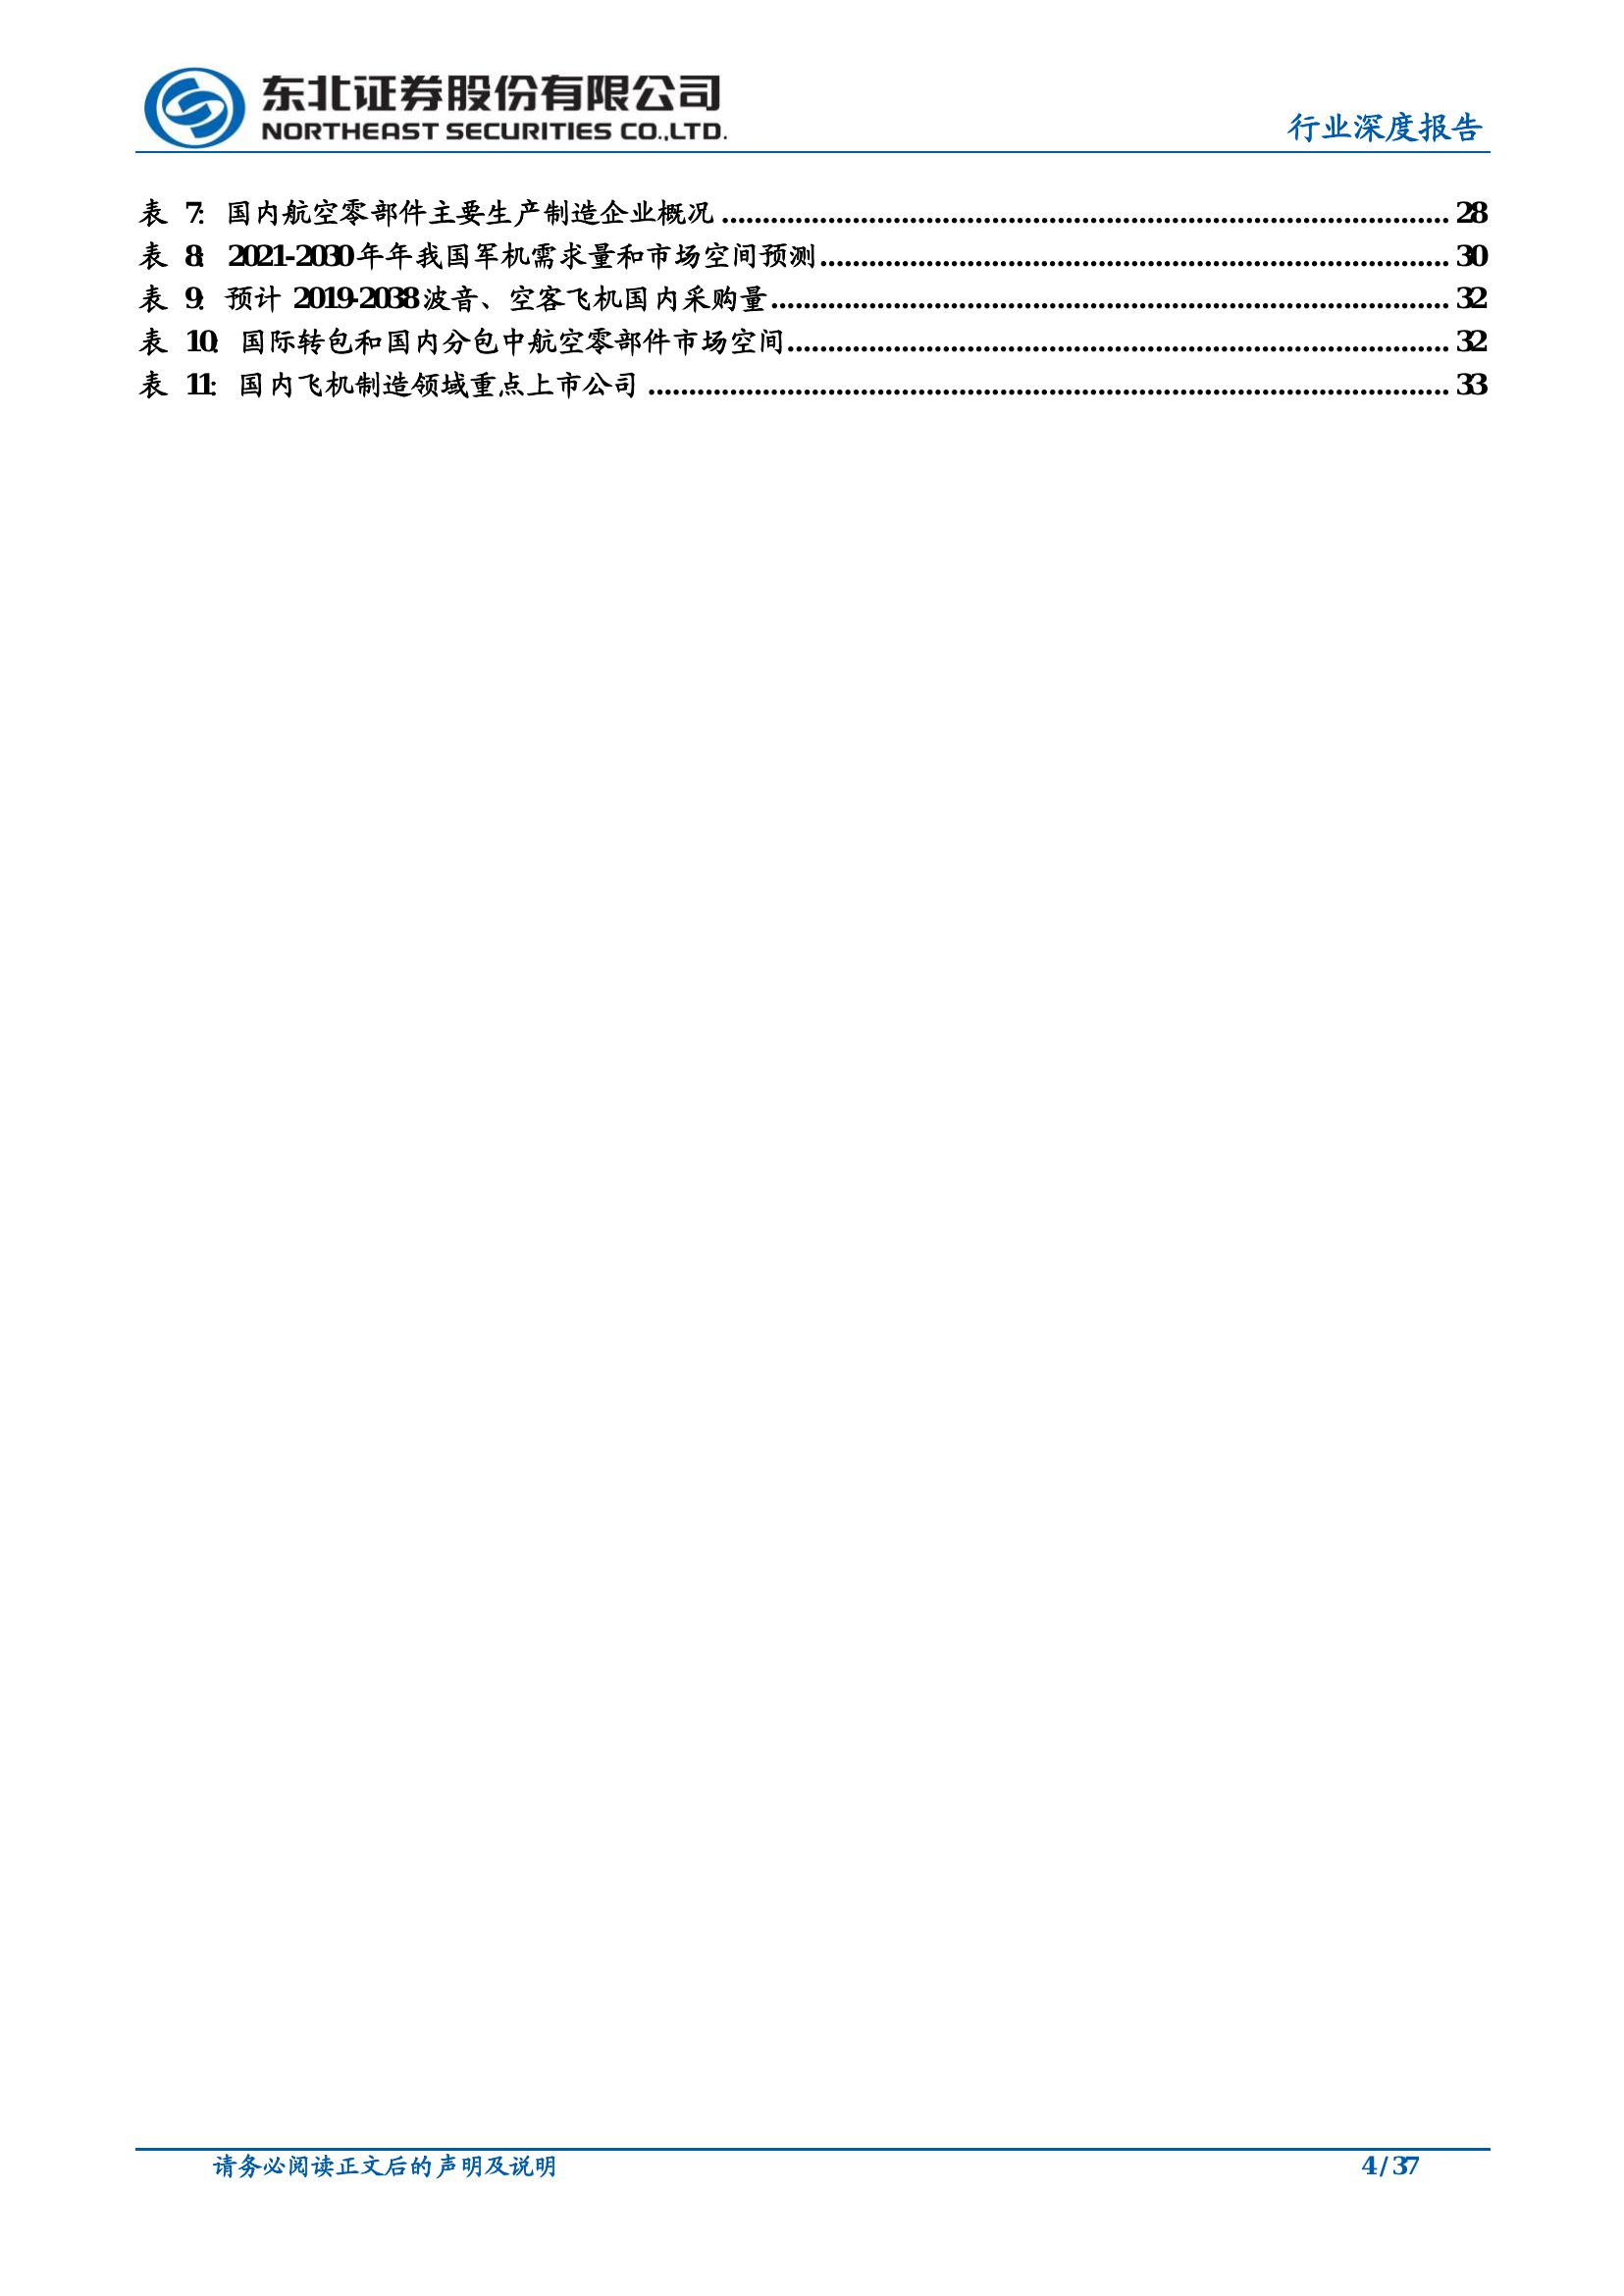 东北证券股份有限公司
NORTHEAST SECURITIES CO.,LTD.
行业深度报告
表 7: 国内航空零部件主要生产制造企业概况 .......................................................................................... 28
表 8: 2021-2030 年年我国军机需求量和市场空间预测.............................................................................. 30
表 9: 预计 2019-2038 波音、空客飞机国内采购量.................................................................................... 32
表 10: 国际转包和国内分包中航空零部件市场空间.................................................................................. 32
表 11: 国内飞机制造领域重点上市公司 ................................................................................................... 33
请务必阅读正文后的声明及说明
4 / 37